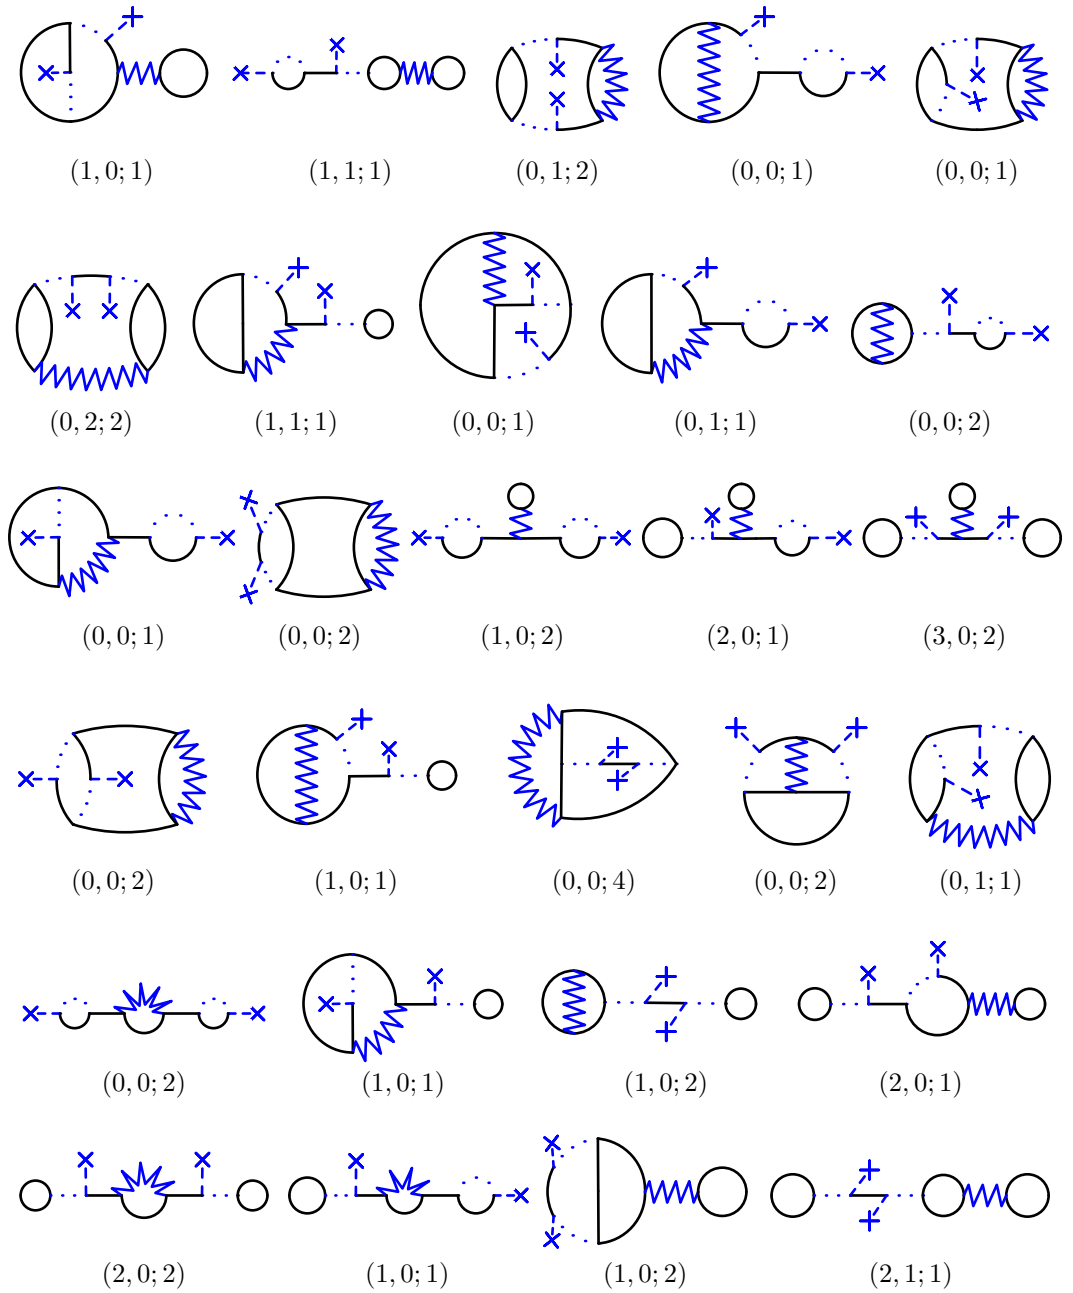 (1, 0; 1) (1, 1; 1) (0, 1; 2) (0, 0; 1) (0, 0; 1)
(0, 2; 2) (1, 1; 1) (0, 0; 1) (0, 1; 1) (0, 0; 2)
(0, 0; 1) (0, 0; 2) (1, 0; 2) (2, 0; 1) (3, 0; 2)
(0, 0; 2) (1, 0; 1) (0, 0; 4) (0, 0; 2) (0, 1; 1)
(0, 0; 2) (1, 0; 1) (1, 0; 2) (2, 0; 1)
(2, 0; 2) (1, 0; 1) (1, 0; 2) (2, 1; 1)